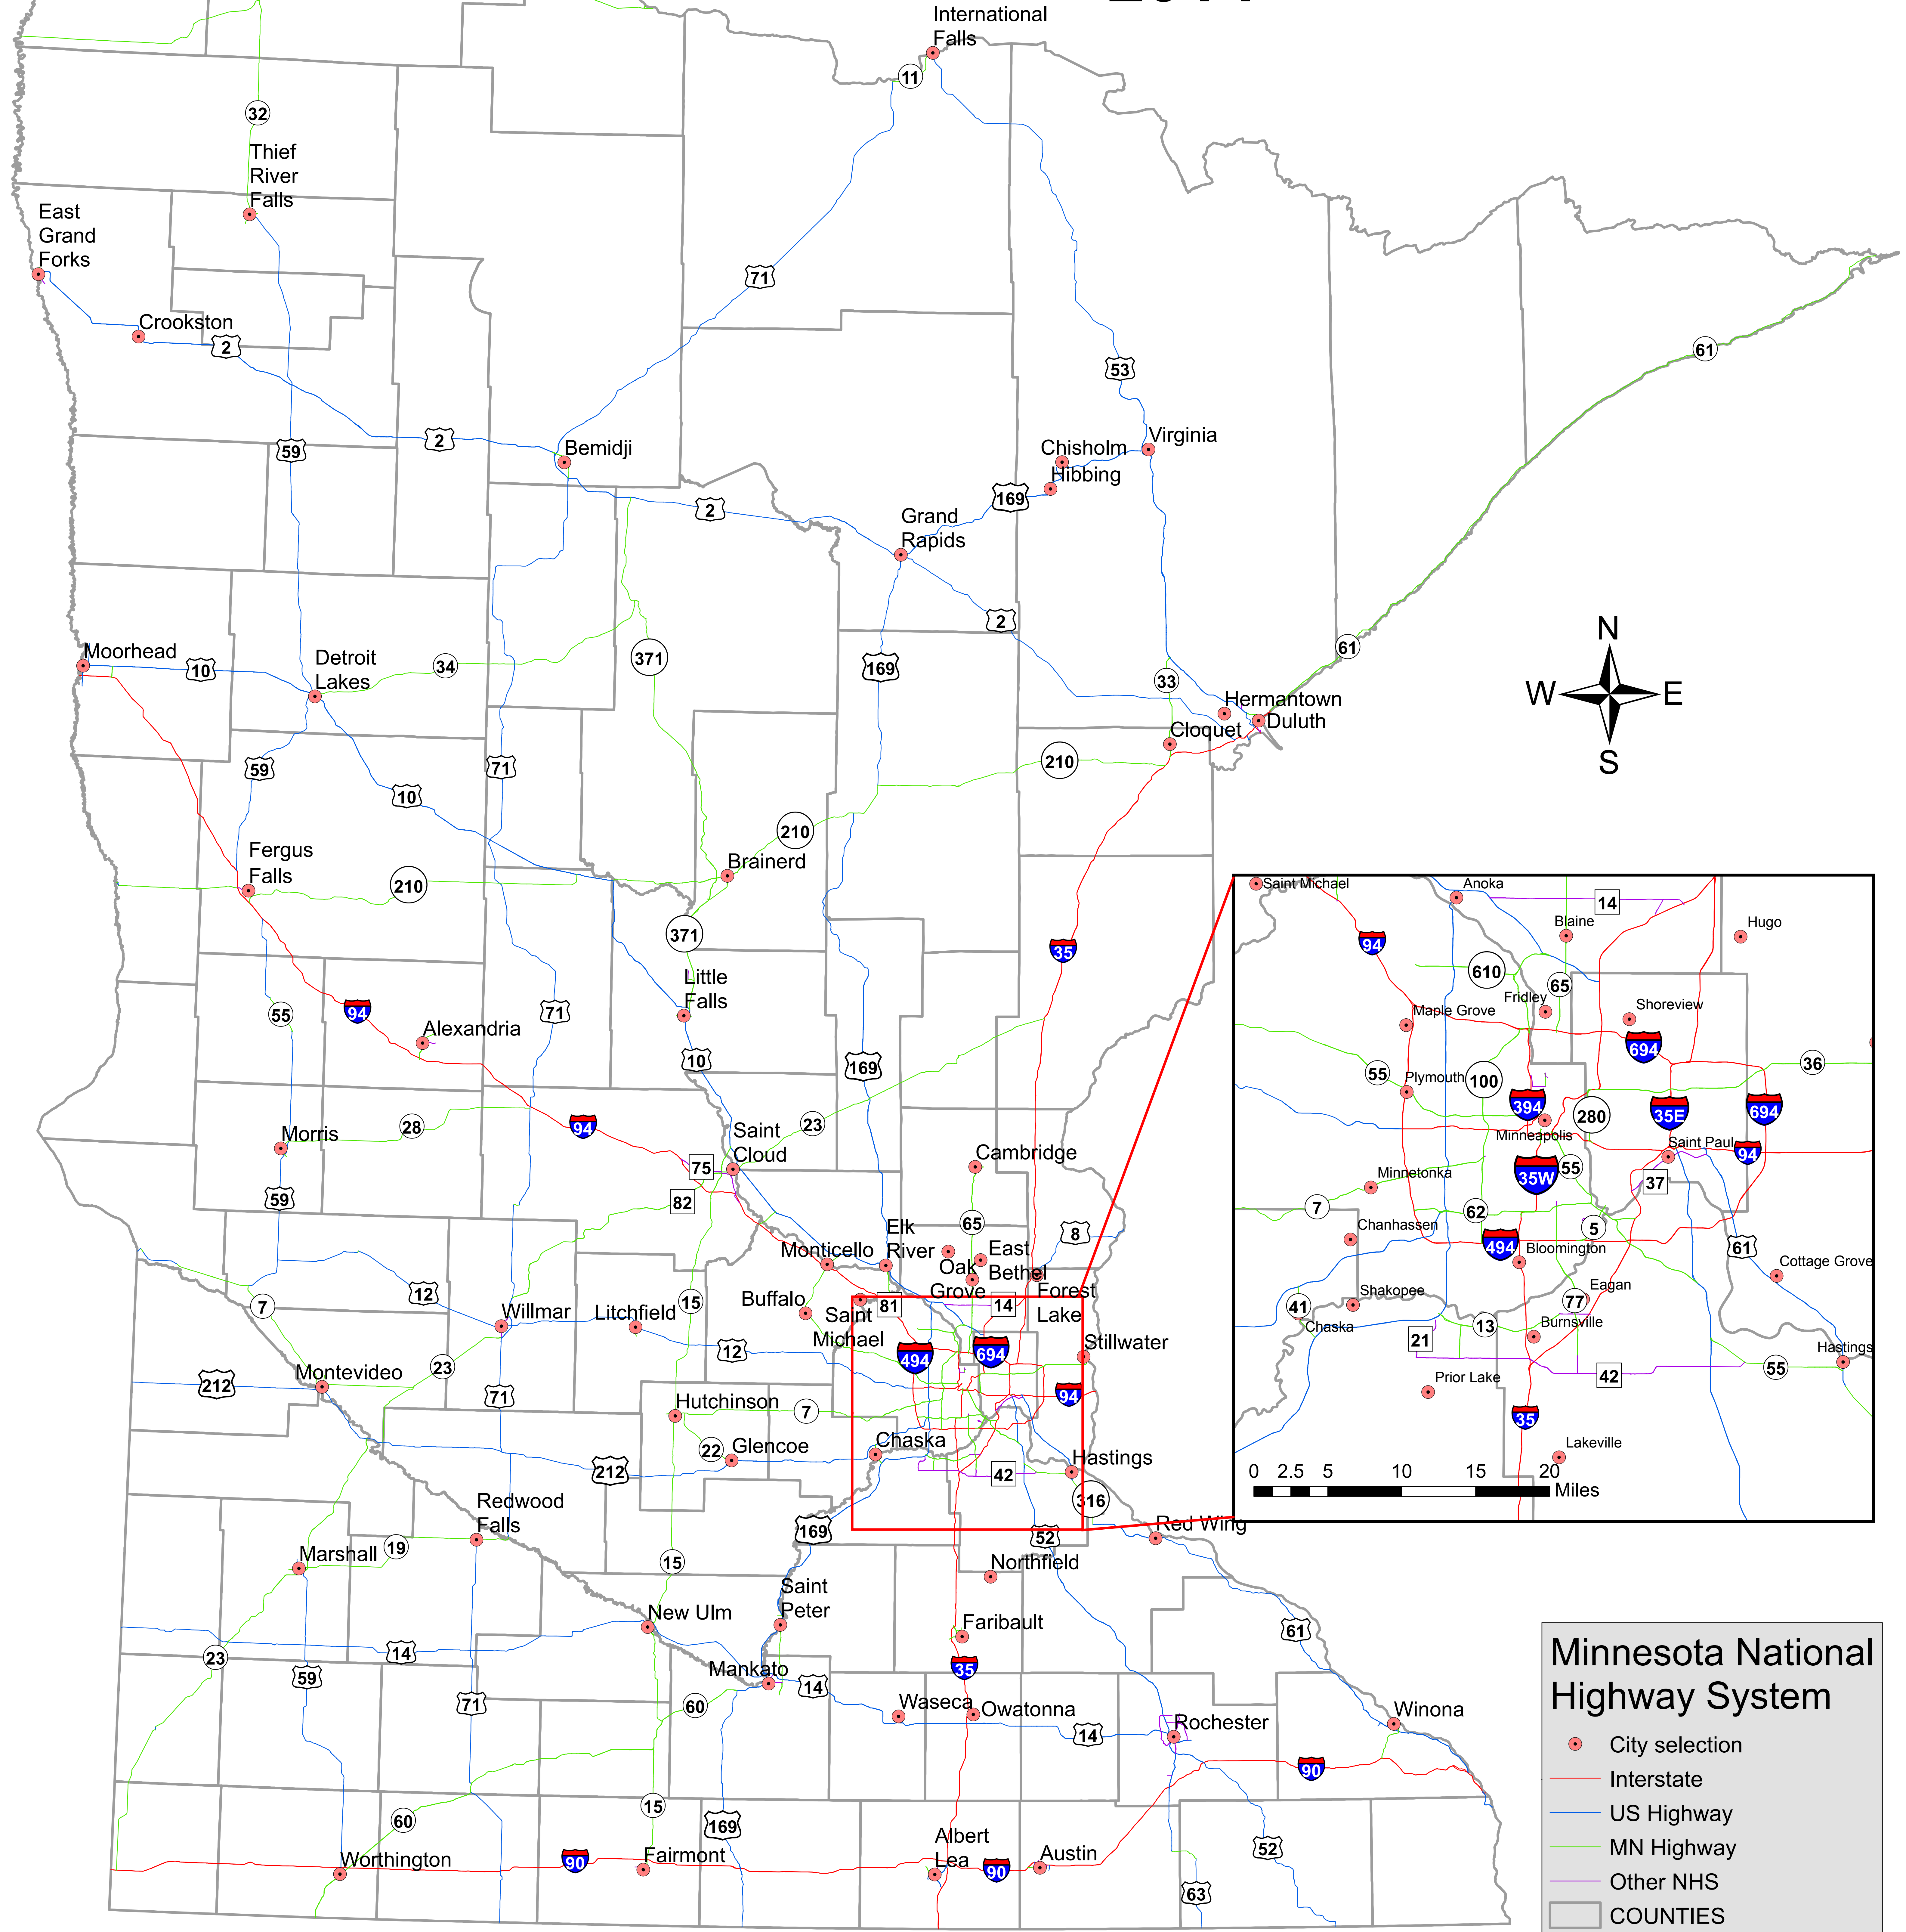 International
Falls
11
32
Thief
River
Falls
East
Grand
Forks
71
Crookston
2
61
53
2
59
Bemidji
Chisholm
Virginia
Hibbing
169
2
Grand
Rapids
2
N
W E
S
61
Moorhead
10
Detroit
Lakes
34
371
169
33
Hermantown
Duluth
Cloquet
210
59
71
10
210
Fergus
Falls
210
Brainerd
371
35
Little
Falls
55
94
71
Alexandria
10
169
Morris
28
94
23
Saint
Cloud
75
82
Cambridge
59
65
8
Elk
River
Monticello
East
Bethel
Oak
Grove
Forest
Lake
7
12
Willmar
Litchfield
15
Buffalo
81
14
Saint
Michael
12
494
694
Stillwater
94
212
Montevideo
23
71
Hutchinson
7
22
Glencoe
Chaska
212
42
Hastings
316
Redwood
Falls
169
52
Red Wing
Marshall
19
15
Northfield
Saint
Peter
New Ulm
Faribault
61
23
14
59
Mankato
14
35
71
60
Waseca
Owatonna
14
Rochester
Winona
90
60
15
169
Albert
Lea
52
Worthington
90
Fairmont
90
Austin
63
Saint Michael
Anoka
14
Blaine
Hugo
94
610
65
Fridley
Shoreview
Maple Grove
694
55
Plymouth
100
36
394
280
35E
694
Minneapolis
Saint Paul
94
Minnetonka
35W
55
37
7
62
5
Chanhassen
494
Bloomington
61
Cottage Grove
Eagan
41
Shakopee
77
Chaska
13
Burnsville
21
Hastings
55
42
Prior Lake
35
Lakeville
0 2.5 5 10 15 20
Miles
Minnesota National
Highway System
City selection
Interstate
US Highway
MN Highway
Other NHS
COUNTIES